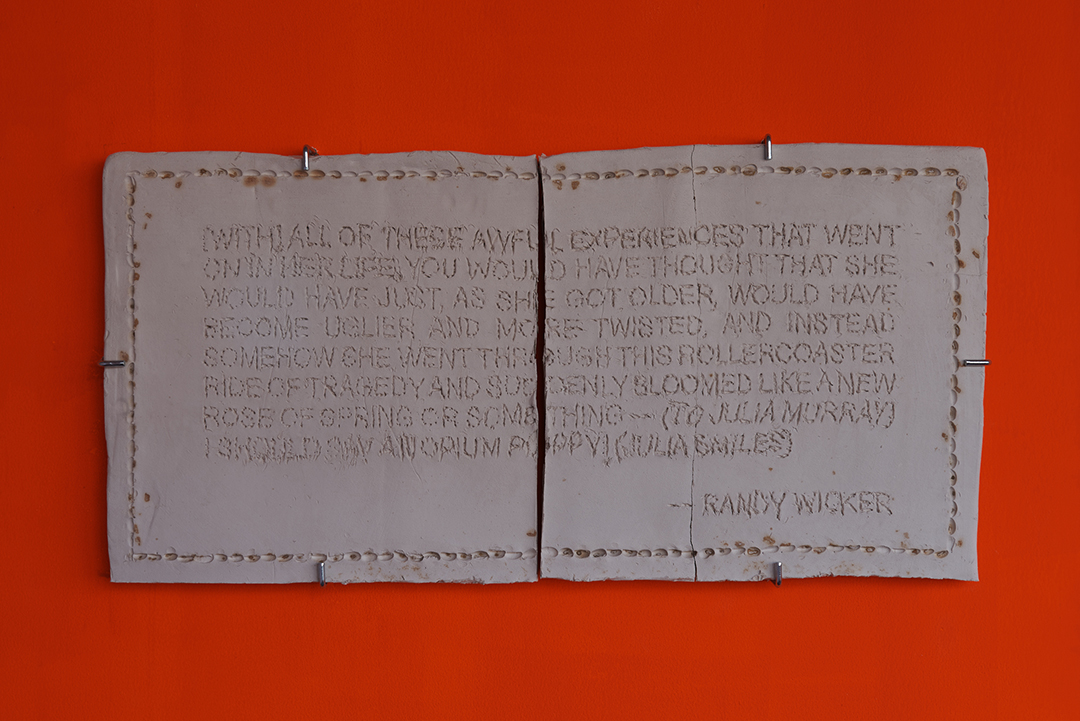 [WITH] ALL OF THESE AWFUL EXPERIENCES THAT WENT
ON IN HER LIFE, YOU WOULD HAVE THOUGHT THAT SHE
WOULD HAVE JUST, AS SHE GOT OLDER, WOULD HAVE
BECOME UGLIER AND MORE TWISTED, AND INSTEAD
SOMEHOW SHE WENT THROUGH THIS ROLLERCOASTER
RIDE OF TRAGEDY AND SUDDENLY BLOOMED LIKE A NEW
ROSE OF SPRING OR SOMETHING — (TO JULIA MURRAY)
I SHOULD SAY A[N] OPIUM POPPY! (JULIA SMILES)
— RANDY WICKER